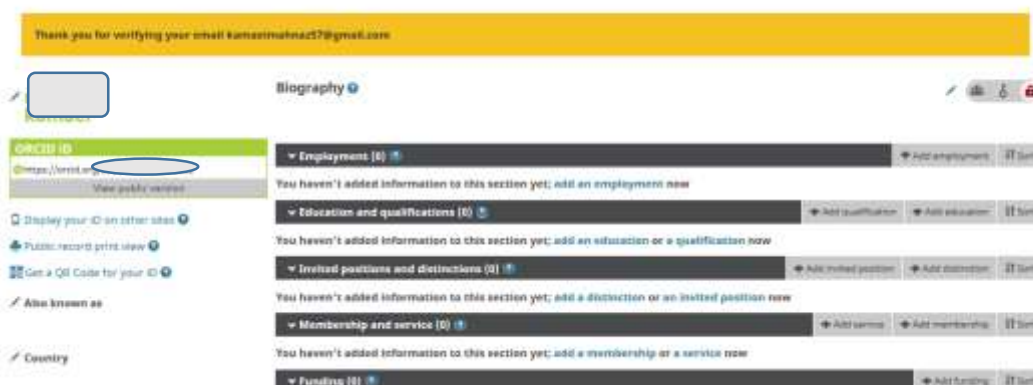 Thank you for verifying your email
Biography
ORCID iD
https://orcid.org
View public version
Display your iD on other sites
Public record print view
Get a QR Code for your iD
Also known as
Country
Employment (0)
Add employment
Sort
You haven't added information to this section yet; add an employment now
Education and qualifications (0)
Add qualification
Add education
Sort
You haven't added information to this section yet; add an education or a qualification now
Invited positions and distinctions (0)
Add invited position
Add distinction
Sort
You haven't added information to this section yet; add a distinction or an invited position now
Membership and service (0)
Add service
Add membership
Sort
You haven't added information to this section yet; add a membership or a service now
Funding (0)
Add funding
Sort